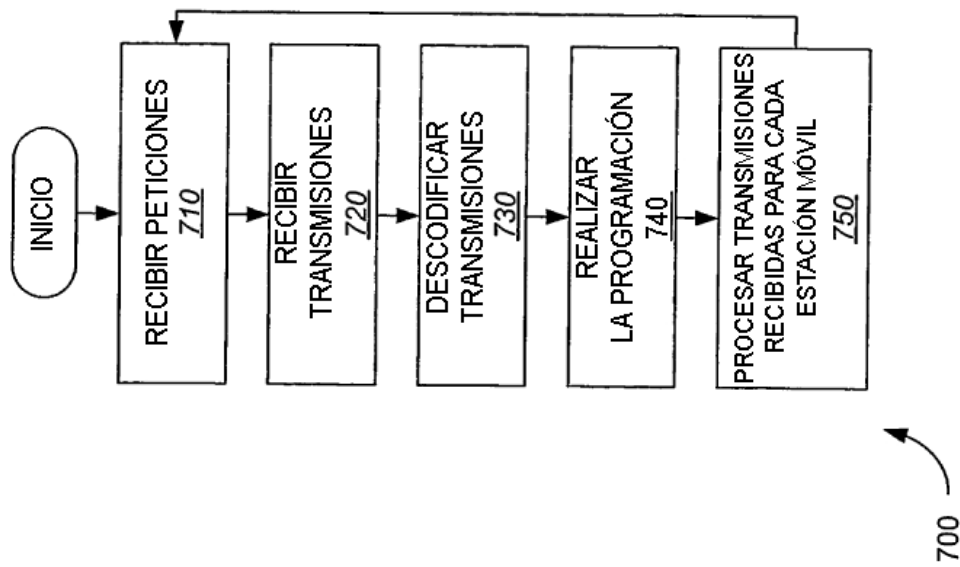 INICIO
RECIBIR PETICIONES
710
RECIBIR
TRANSMISIONES
720
DESCODIFICAR
TRANSMISIONES
730
REALIZAR
LA PROGRAMACIÓN
740
PROCESAR TRANSMISIONES
RECIBIDAS PARA CADA
ESTACIÓN MÓVIL
750
700